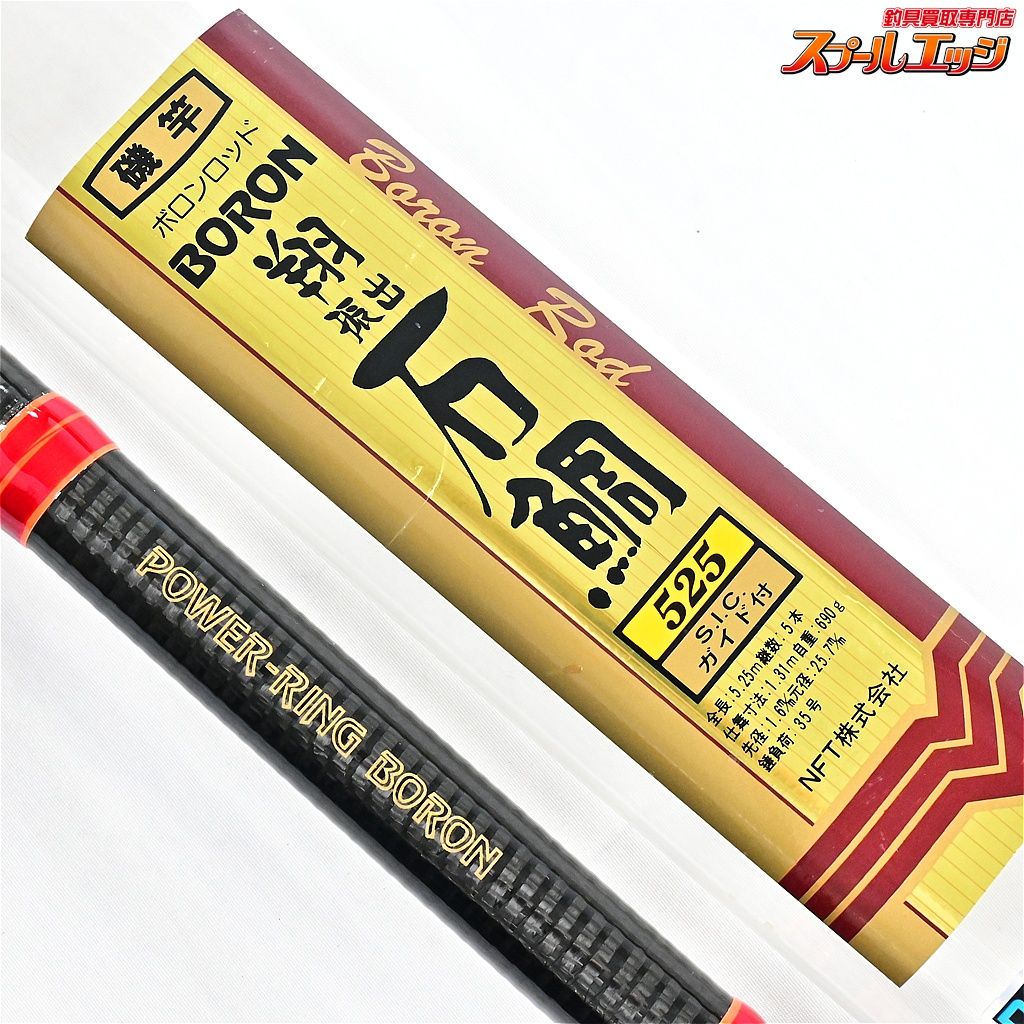 釣具買取専門店
スプールエッジ
磯竿
ボロンロッド
BORON
翔
振出
石鯛
525
S.I.C.
ガイド付
全長:5.25m継数:5本
仕舞寸法:1.31m自重:690g
先径:1.6㎜元径:25.7㎜
錘負荷:35号
NFT株式会社
Boron Rod
POWER-RING BORON